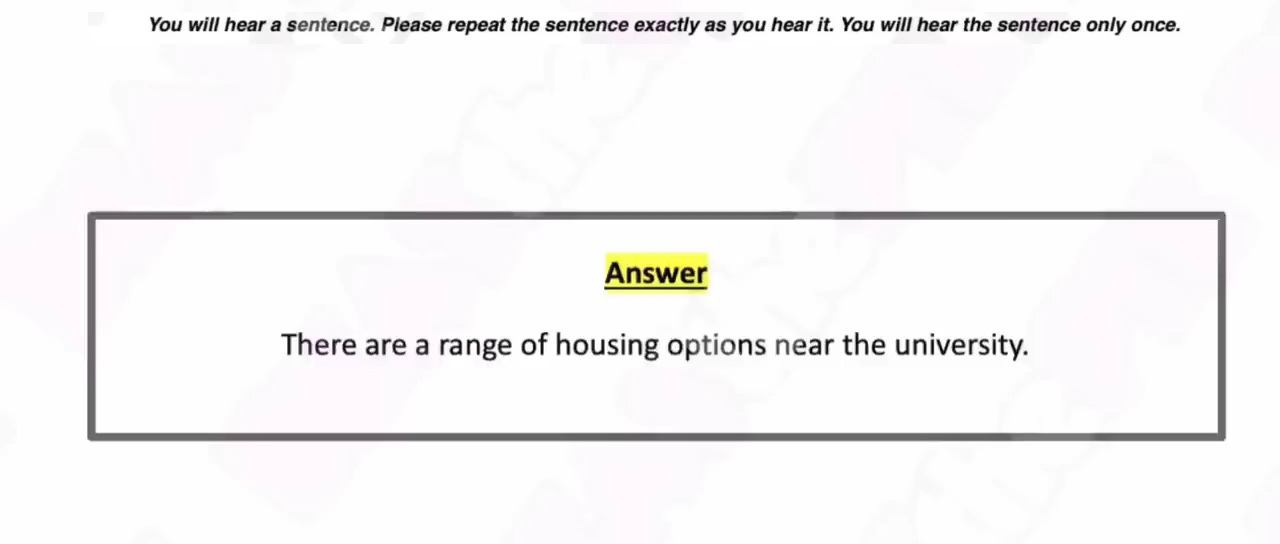 You will hear a sentence. Please repeat the sentence exactly as you hear it. You will hear the sentence only once.
Answer
There are a range of housing options near the university.